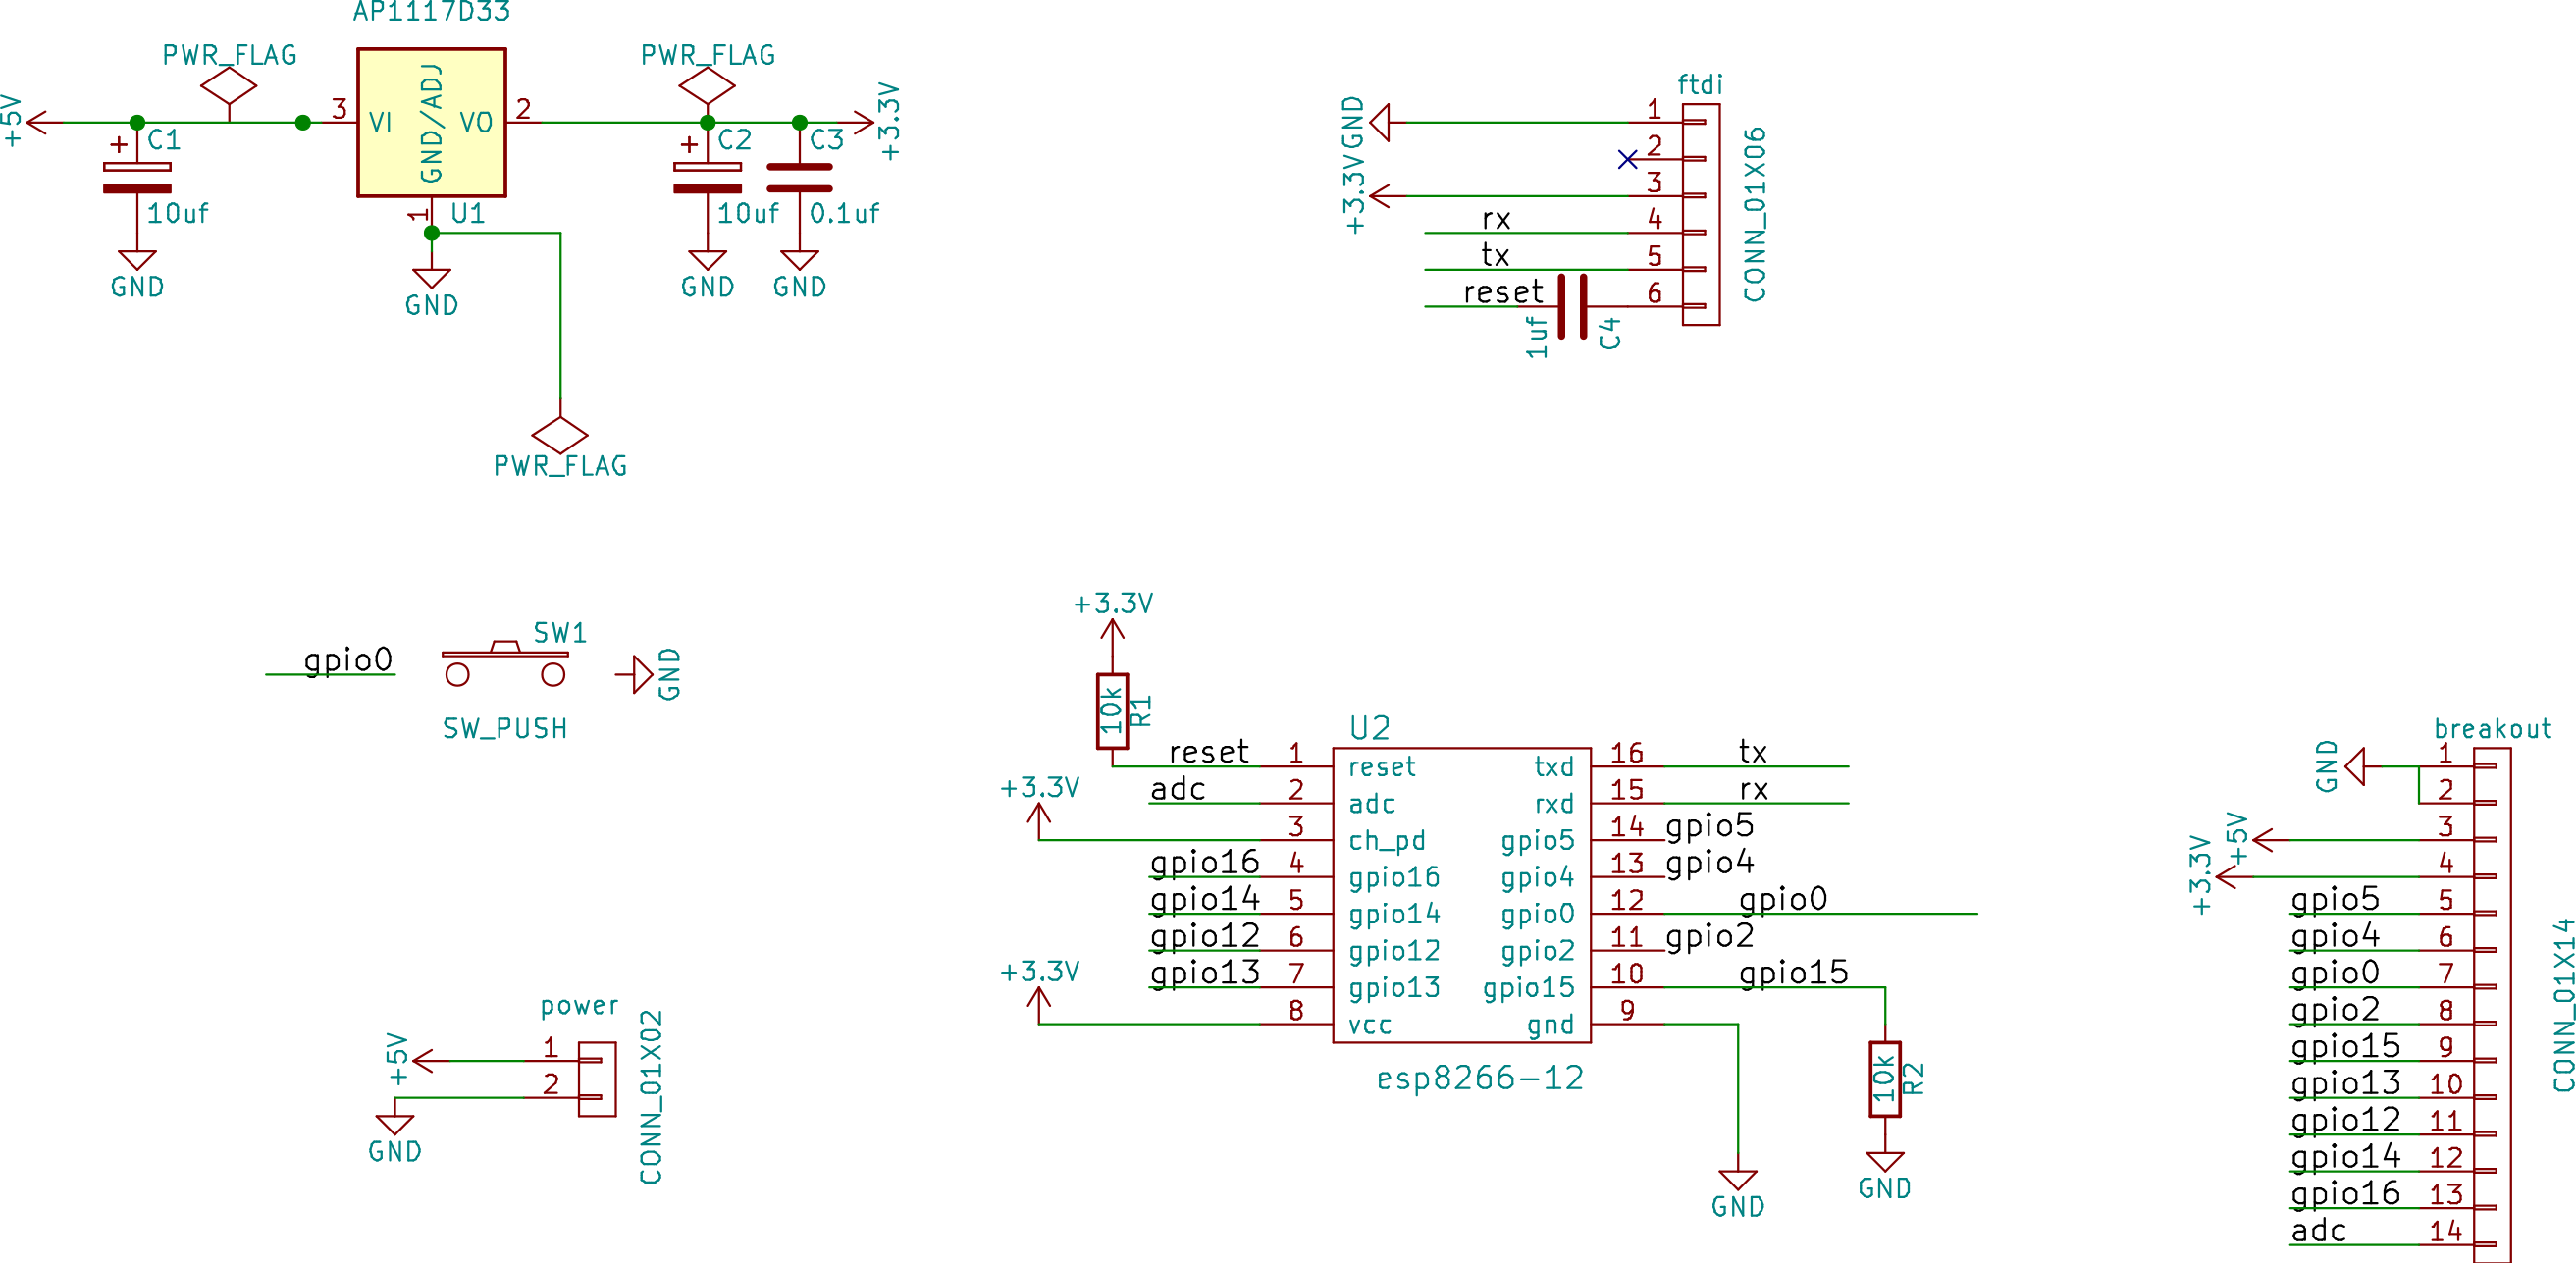 AP1117D33
PWR_FLAG
PWR_FLAG
+5V
3
VI
GND/ADJ
VO
2
+3.3V
+
C1
10uf
GND
1
U1
GND
+
C2
10uf
GND
C3
0.1uf
GND
PWR_FLAG
ftdi
GND
1
2
+3.3V
3
rx
4
tx
5
reset
6
1uf
C4
CONN_01X06
gpio0
SW1
GND
SW_PUSH
power
+5V
1
2
GND
CONN_01X02
+3.3V
10k
R1
U2
reset
1
reset
adc
2
adc
+3.3V
3
ch_pd
gpio16
4
gpio16
gpio14
5
gpio14
gpio12
6
gpio12
gpio13
7
gpio13
+3.3V
8
vcc
txd
16
tx
rxd
15
rx
gpio5
14
gpio5
gpio4
13
gpio4
gpio0
12
gpio0
gpio2
11
gpio2
gpio15
10
gpio15
gnd
9
GND
10k
R2
GND
esp8266-12
breakout
GND
1
2
+5V
3
+3.3V
4
gpio5
5
gpio4
6
gpio0
7
gpio2
8
gpio15
9
gpio13
10
gpio12
11
gpio14
12
gpio16
13
adc
14
CONN_01X14